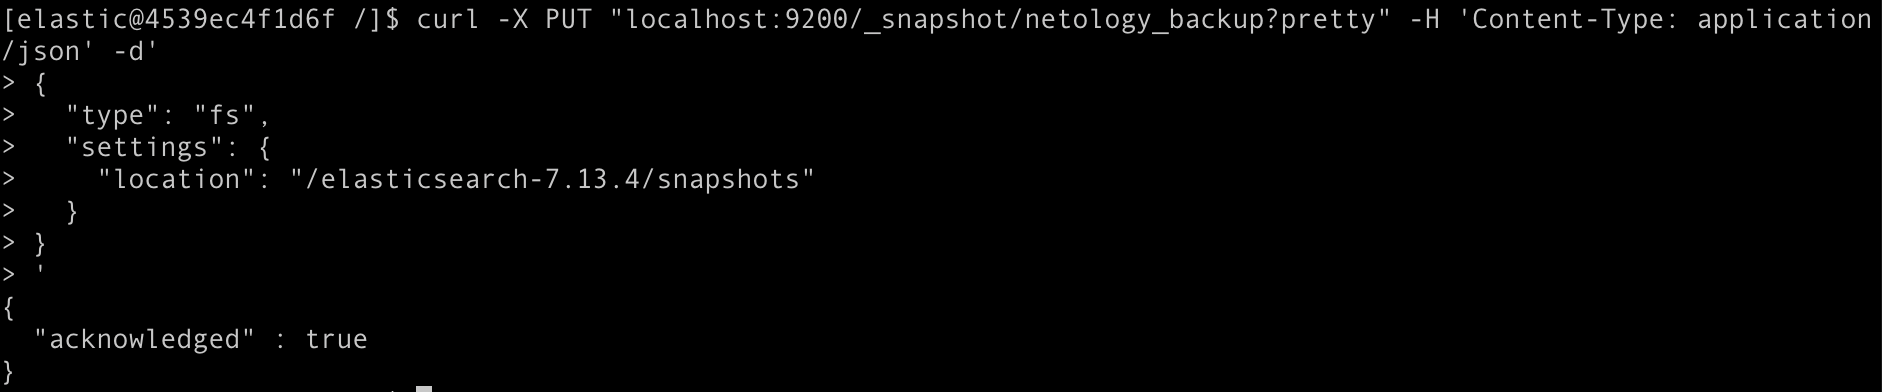 [elastic@4539ec4f1d6f /]$ curl -X PUT "localhost:9200/_snapshot/netology_backup?pretty" -H 'Content-Type: application
/json' -d'
> {
>   "type": "fs",
>   "settings": {
>     "location": "/elasticsearch-7.13.4/snapshots"
>   }
> }
> '
{
  "acknowledged" : true
}